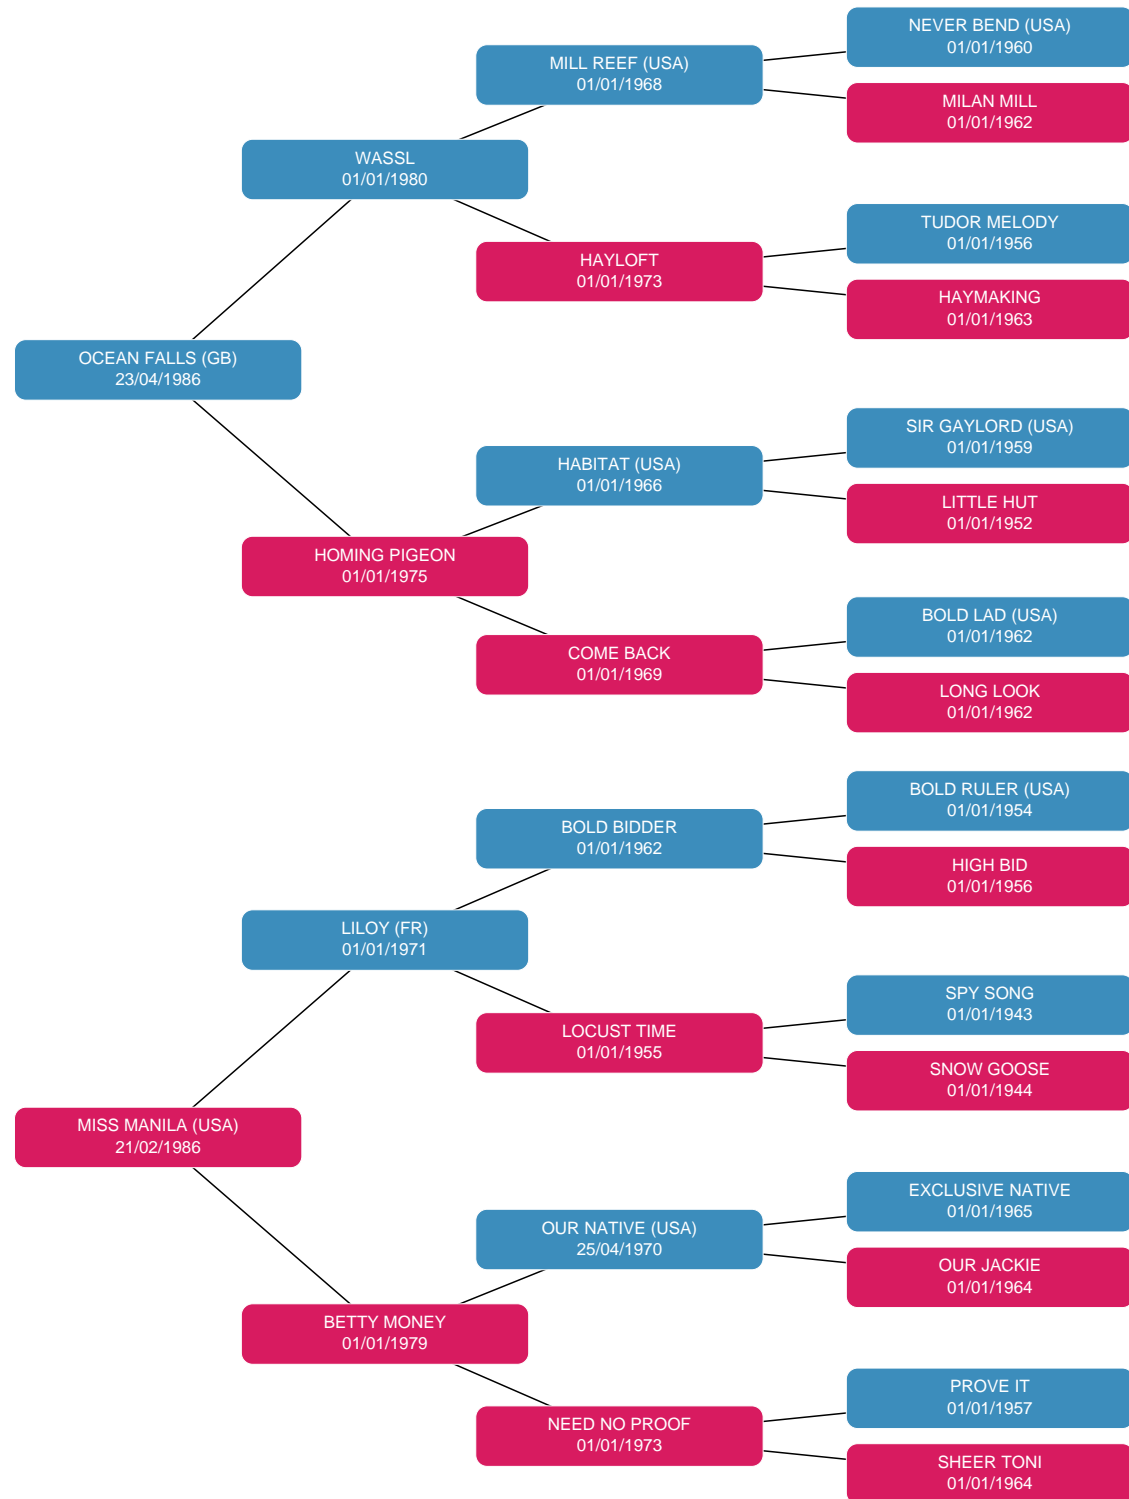 NEVER BEND (USA)
01/01/1960
MILL REEF (USA)
01/01/1968
MILAN MILL
01/01/1962
WASSL
01/01/1980
TUDOR MELODY
01/01/1956
HAYLOFT
01/01/1973
HAYMAKING
01/01/1963
OCEAN FALLS (GB)
23/04/1986
SIR GAYLORD (USA)
01/01/1959
HABITAT (USA)
01/01/1966
LITTLE HUT
01/01/1952
HOMING PIGEON
01/01/1975
BOLD LAD (USA)
01/01/1962
COME BACK
01/01/1969
LONG LOOK
01/01/1962
BOLD RULER (USA)
01/01/1954
BOLD BIDDER
01/01/1962
HIGH BID
01/01/1956
LILOY (FR)
01/01/1971
SPY SONG
01/01/1943
LOCUST TIME
01/01/1955
SNOW GOOSE
01/01/1944
MISS MANILA (USA)
21/02/1986
EXCLUSIVE NATIVE
01/01/1965
OUR NATIVE (USA)
25/04/1970
OUR JACKIE
01/01/1964
BETTY MONEY
01/01/1979
PROVE IT
01/01/1957
NEED NO PROOF
01/01/1973
SHEER TONI
01/01/1964